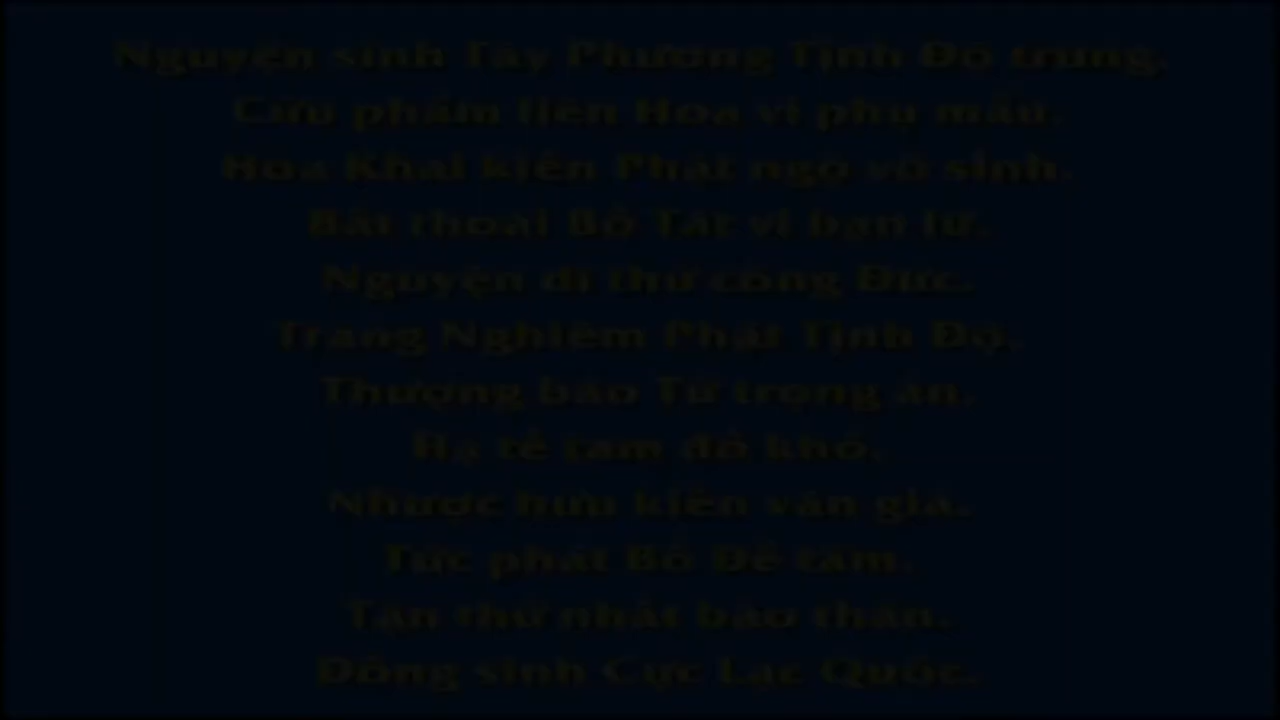 Nguyện sinh Tây Phương Tịnh Độ trung,
Cửu phẩm liên Hoa vi phụ mẫu.
Hoa Khai kiến Phật ngộ vô sinh.
Bất thoái Bồ Tát vi bạn lữ.
Nguyện dĩ thử công Đức.
Trang Nghiêm Phật Tịnh Độ.
Thượng báo Tứ trọng ân.
Hạ tế tam đồ khổ.
Nhược hữu kiến văn giả.
Tức phát Bồ Đề tâm.
Tận thử nhất báo thân.
Đồng sinh Cực Lạc Quốc.